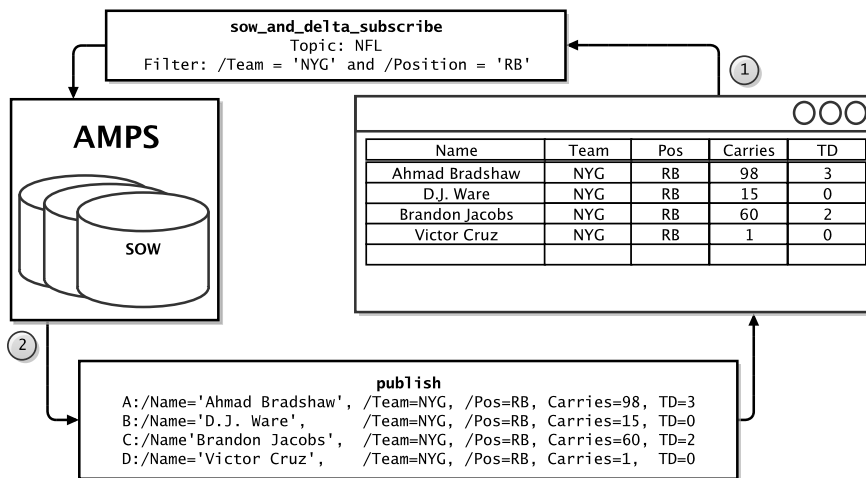 sow_and_delta_subscribe
Topic: NFL
Filter: /Team = 'NYG' and /Position = 'RB'
1
AMPS
SOW
Name Team Pos Carries TD
Ahmad Bradshaw NYG RB 98 3
D.J. Ware NYG RB 15 0
Brandon Jacobs NYG RB 60 2
Victor Cruz NYG RB 1 0
2
publish
A:/Name='Ahmad Bradshaw', /Team=NYG, /Pos=RB, Carries=98, TD=3
B:/Name='D.J. Ware', /Team=NYG, /Pos=RB, Carries=15, TD=0
C:/Name'Brandon Jacobs', /Team=NYG, /Pos=RB, Carries=60, TD=2
D:/Name='Victor Cruz', /Team=NYG, /Pos=RB, Carries=1, TD=0